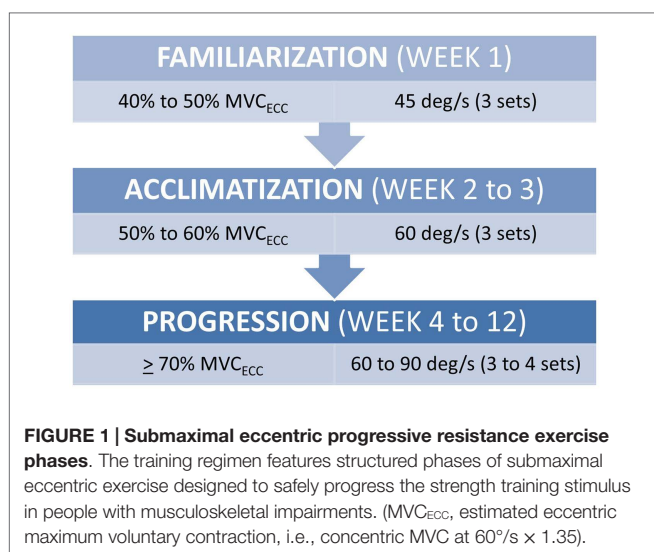 FAMILIARIZATION (WEEK 1)
40% to 50% MVC_ECC 45 deg/s (3 sets)
ACCLIMATIZATION (WEEK 2 to 3)
50% to 60% MVC_ECC 60 deg/s (3 sets)
PROGRESSION (WEEK 4 to 12)
≥ 70% MVC_ECC 60 to 90 deg/s (3 to 4 sets)
FIGURE 1 | Submaximal eccentric progressive resistance exercise
phases. The training regimen features structured phases of submaximal
eccentric exercise designed to safely progress the strength training stimulus
in people with musculoskeletal impairments. (MVC_ECC, estimated eccentric
maximum voluntary contraction, i.e., concentric MVC at 60°/s × 1.35).